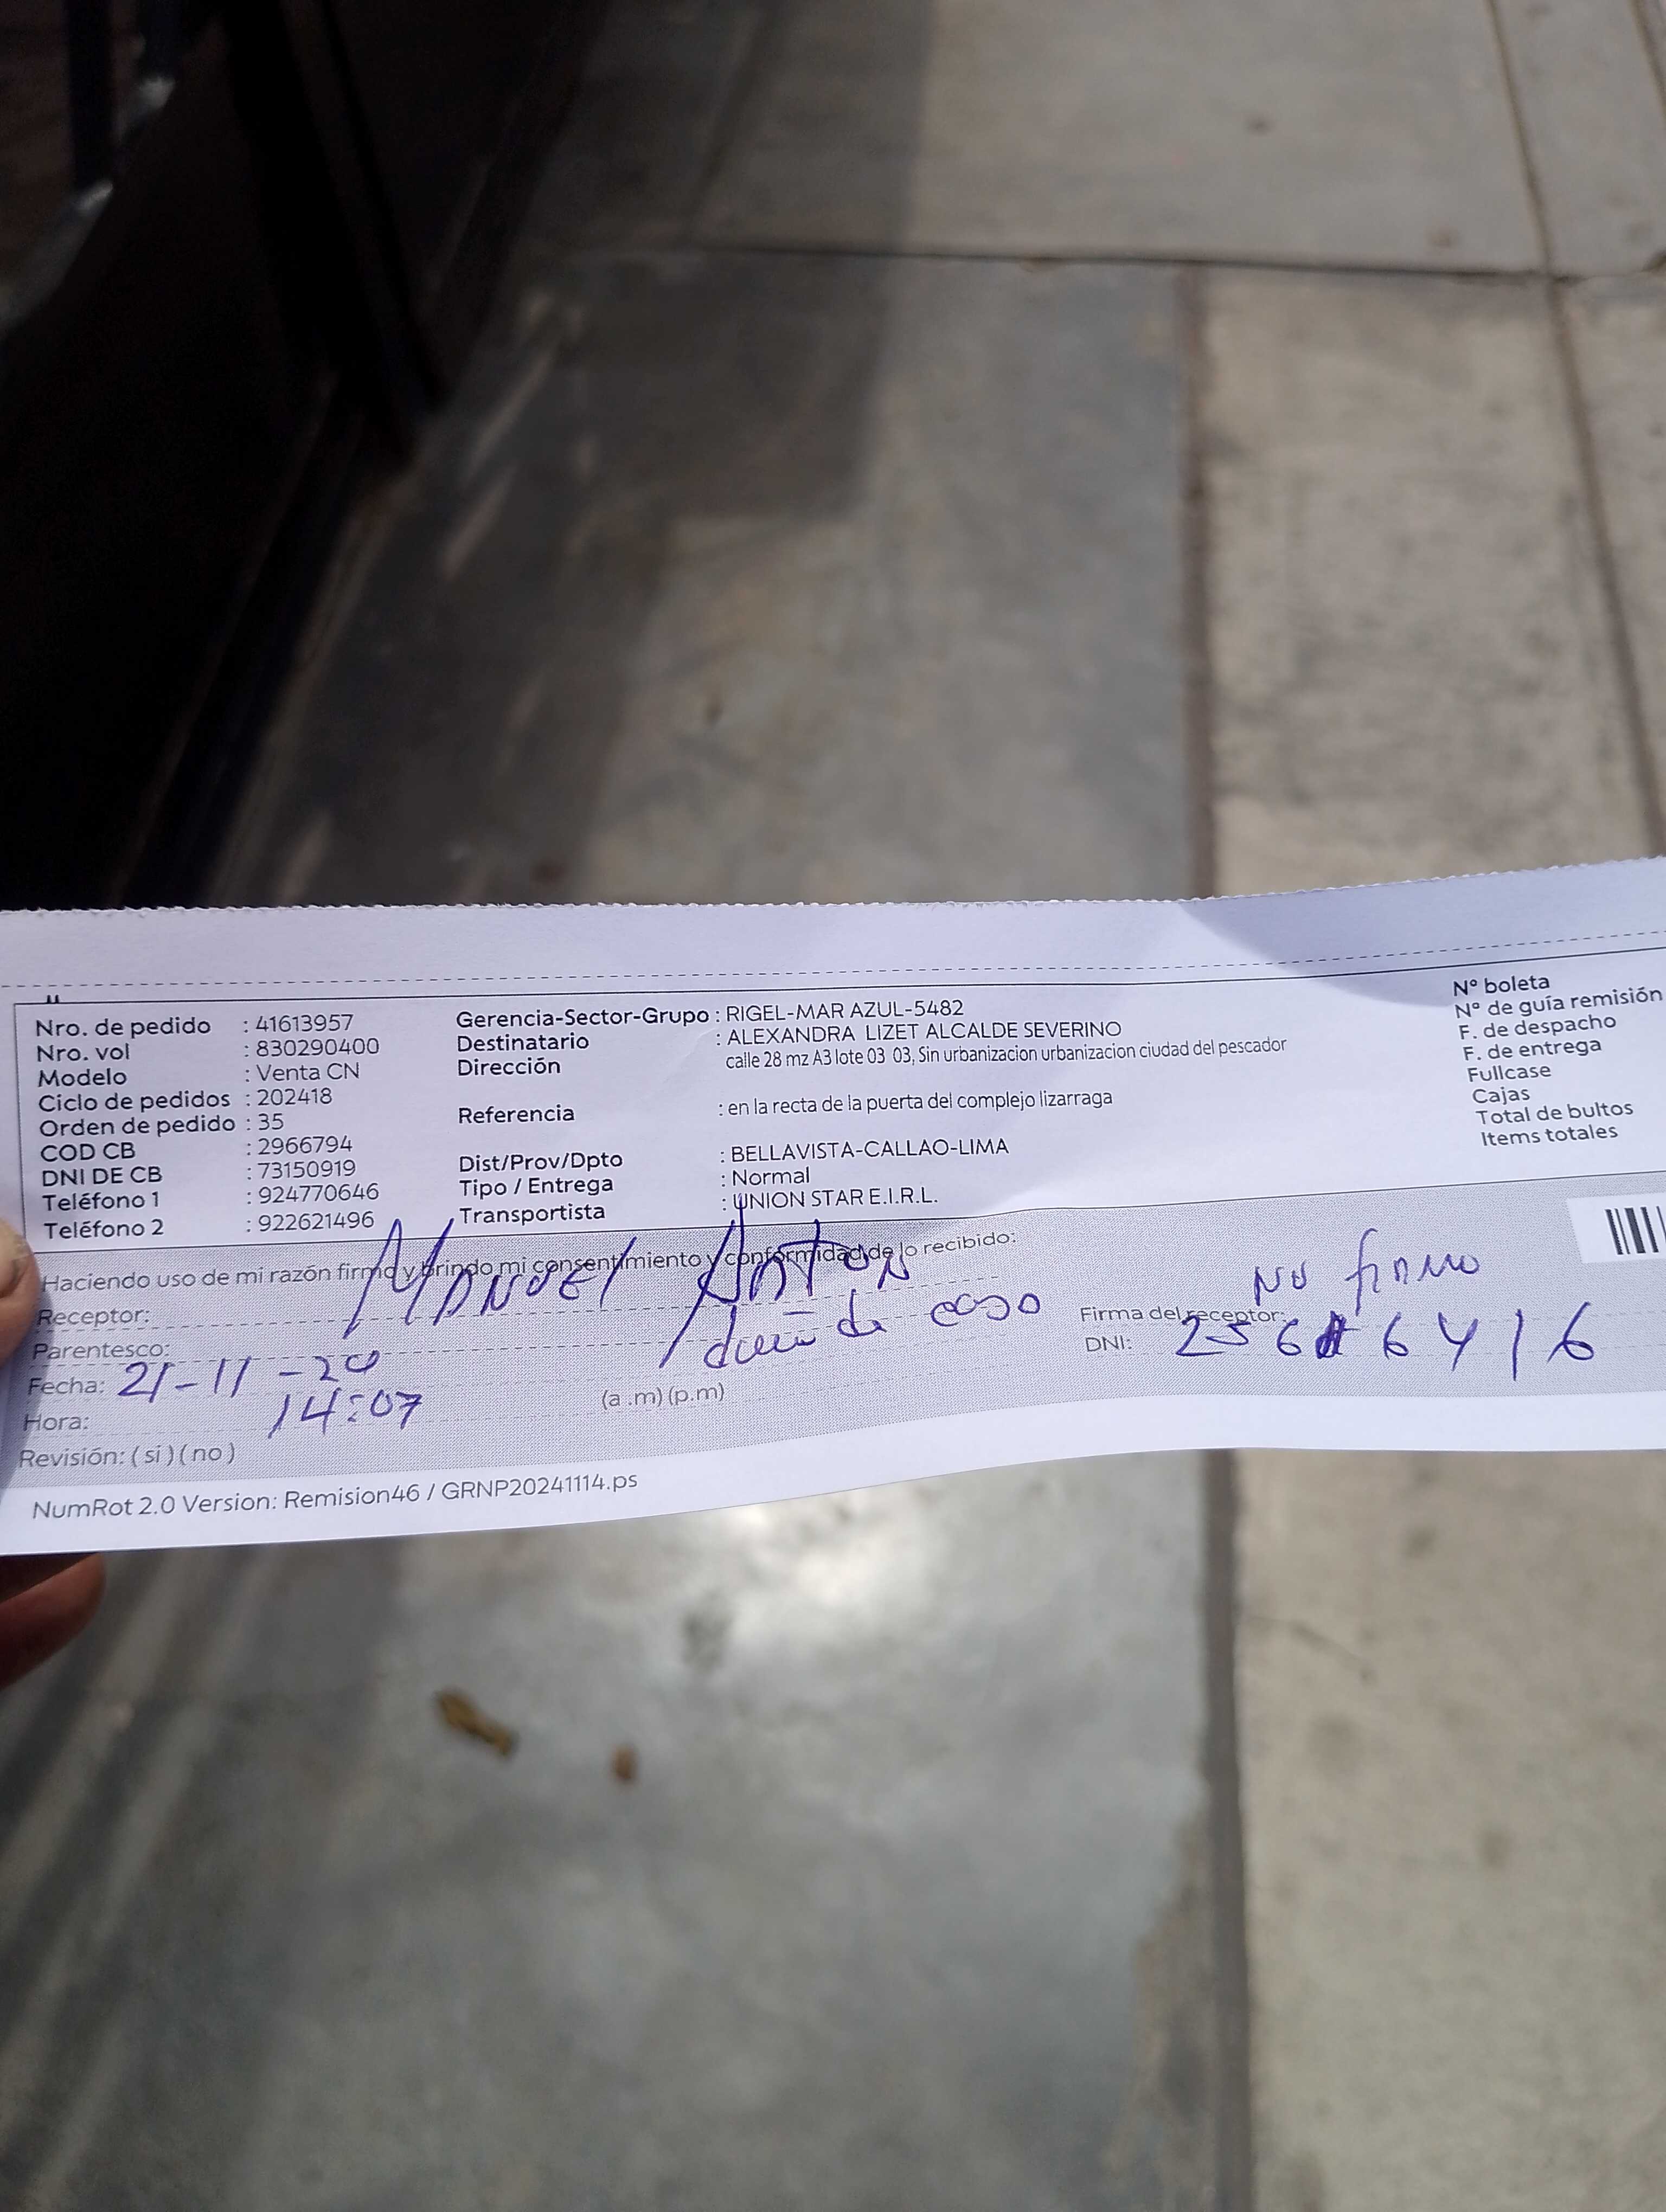 Nro. de pedido : 41613957
Nro. vol : 830290400
Modelo : Venta CN
Ciclo de pedidos : 202418
Orden de pedido : 35
COD CB : 2966794
DNI DE CB : 73150919
Teléfono 1 : 924770646
Teléfono 2 : 922621496
Gerencia-Sector-Grupo : RIGEL-MAR AZUL-5482
Destinatario : ALEXANDRA LIZET ALCALDE SEVERINO
Dirección calle 28 mz A3 lote 03 03, Sin urbanizacion urbanizacion ciudad del pescador
Referencia : en la recta de la puerta del complejo lizarraga
Dist/Prov/Dpto : BELLAVISTA-CALLAO-LIMA
Tipo / Entrega : Normal
Transportista : UNION STAR E.I.R.L.
N° boleta
N° de guía remisión
F. de despacho
F. de entrega
Fullcase
Cajas
Total de bultos
Items totales
Haciendo uso de mi razón firmo y brindo mi consentimiento y conformidad de lo recibido:
Receptor: Manuel Anton
Parentesco: de casa
Fecha: 21-11-20
Hora: 14:07 (a .m) (p.m)
Revisión: ( sí ) ( no )
No firmo
Firma del receptor:
DNI: 256 6416
NumRot 2.0 Version: Remision46 / GRNP20241114.ps